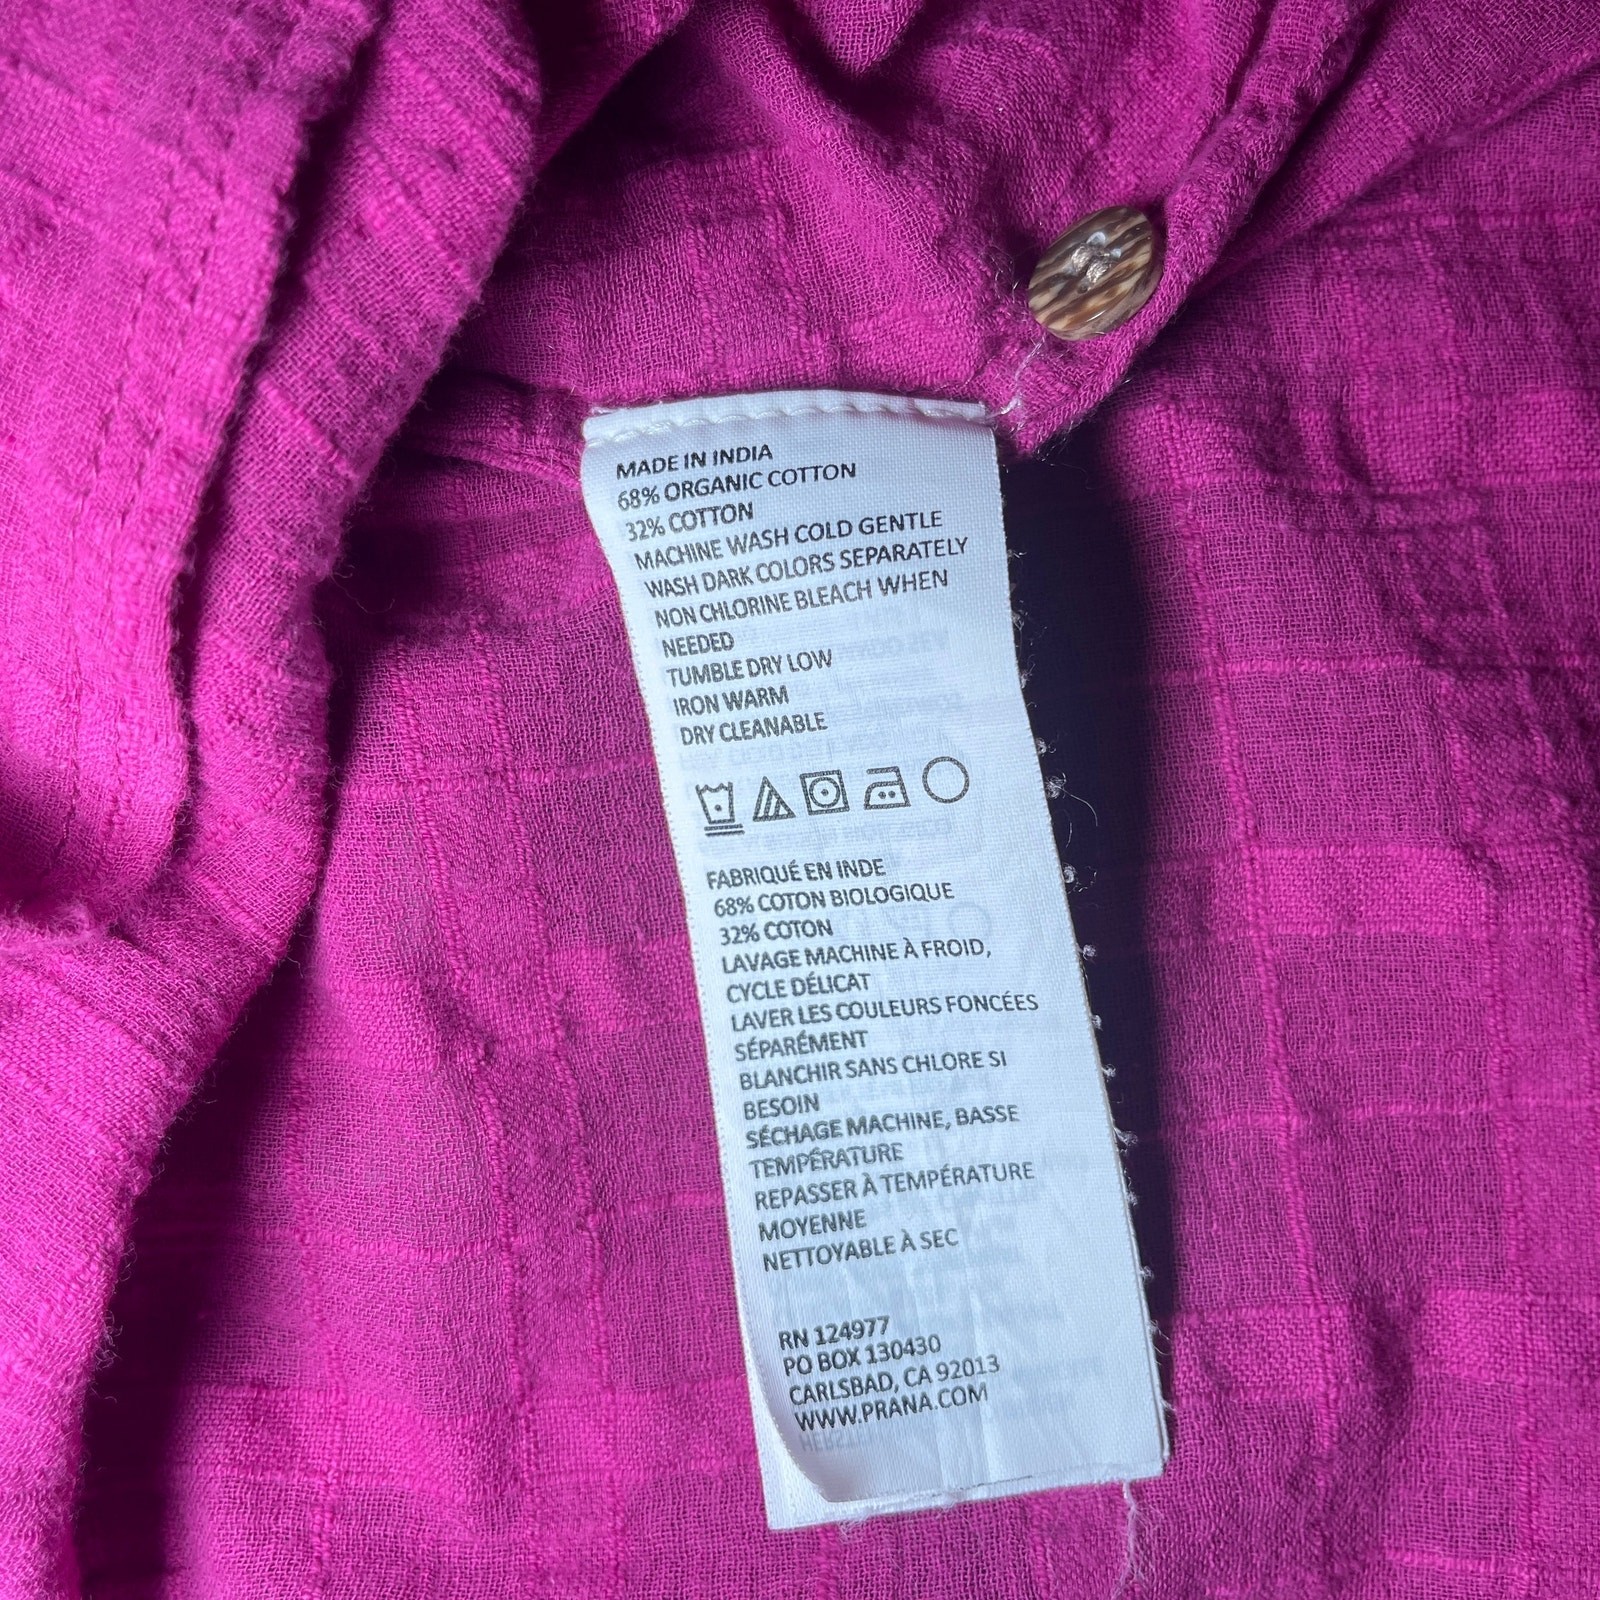 MADE IN INDIA
68% ORGANIC COTTON
32% COTTON
MACHINE WASH COLD GENTLE
WASH DARK COLORS SEPARATELY
NON CHLORINE BLEACH WHEN
NEEDED
TUMBLE DRY LOW
IRON WARM
DRY CLEANABLE
FABRIQUÉ EN INDE
68% COTON BIOLOGIQUE
32% COTON
LAVAGE MACHINE À FROID,
CYCLE DÉLICAT
LAVER LES COULEURS FONCÉES
SÉPARÉMENT
BLANCHIR SANS CHLORE SI
BESOIN
SÉCHAGE MACHINE, BASSE
TEMPÉRATURE
REPASSER À TEMPÉRATURE
MOYENNE
NETTOYABLE À SEC
RN 124977
PO BOX 130430
CARLSBAD, CA 92013
WWW.PRANA.COM